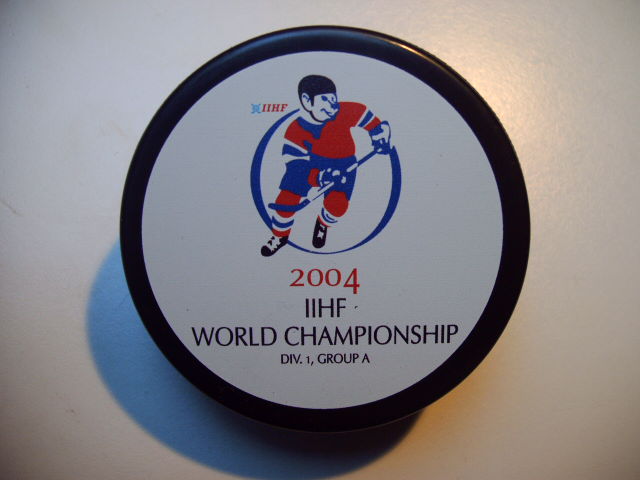 IIHF
2004
IIHF
WORLD CHAMPIONSHIP
DIV. 1, GROUP A